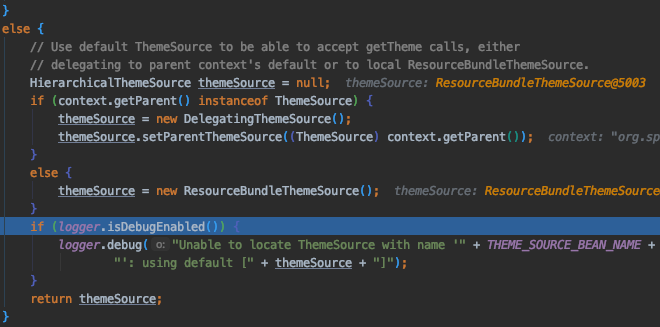 }
else {
// Use default ThemeSource to be able to accept getTheme calls, either
// delegating to parent context's default or to local ResourceBundleThemeSource.
HierarchicalThemeSource themeSource = null; themeSource: ResourceBundleThemeSource@5003
if (context.getParent() instanceof ThemeSource) {
themeSource = new DelegatingThemeSource();
themeSource.setParentThemeSource((ThemeSource) context.getParent()); context: "org.sp
}
else {
themeSource = new ResourceBundleThemeSource(); themeSource: ResourceBundleThemeSource
}
if (logger.isDebugEnabled()) {
logger.debug( o: "Unable to locate ThemeSource with name '" + THEME_SOURCE_BEAN_NAME +
"': using default [" + themeSource + "]");
}
return themeSource;
}